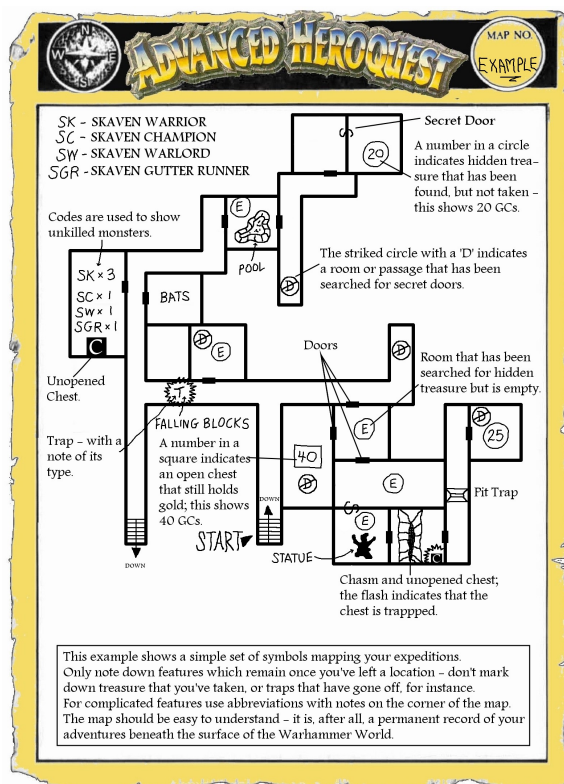 ADVANCED HEROQUEST
MAP NO.
EXAMPLE
N
W
E
S
SK - SKAVEN WARRIOR
SC - SKAVEN CHAMPION
SW - SKAVEN WARLORD
SGR - SKAVEN GUTTER RUNNER
S
Secret Door
20
A number in a circle
indicates hidden trea-
sure that has been
found, but not taken -
this shows 20 GCs.
Codes are used to show
unkilled monsters.
E
POOL
SK x 3
SC x 1
SW x 1
SGR x 1
C
BATS
D
The striked circle with a 'D' indicates
a room or passage that has been
searched for secret doors.
D
E
Doors
D
Room that has been
searched for hidden
treasure but is empty.
Unopened
Chest.
T
FALLING BLOCKS
Trap - with a
note of its
type.
A number in a
square indicates
an open chest
that still holds
gold; this shows
40 GCs.
40
D
E
D
25
E
Pit Trap
DOWN
START
DOWN
S
E
STATUE
C
Chasm and unopened chest;
the flash indicates that the
chest is trappped.
This example shows a simple set of symbols mapping your expeditions.
Only note down features which remain once you've left a location - don't mark
down treasure that you've taken, or traps that have gone off, for instance.
For complicated features use abbreviations with notes on the corner of the map.
The map should be easy to understand - it is, after all, a permanent record of your
adventures beneath the surface of the Warhammer World.